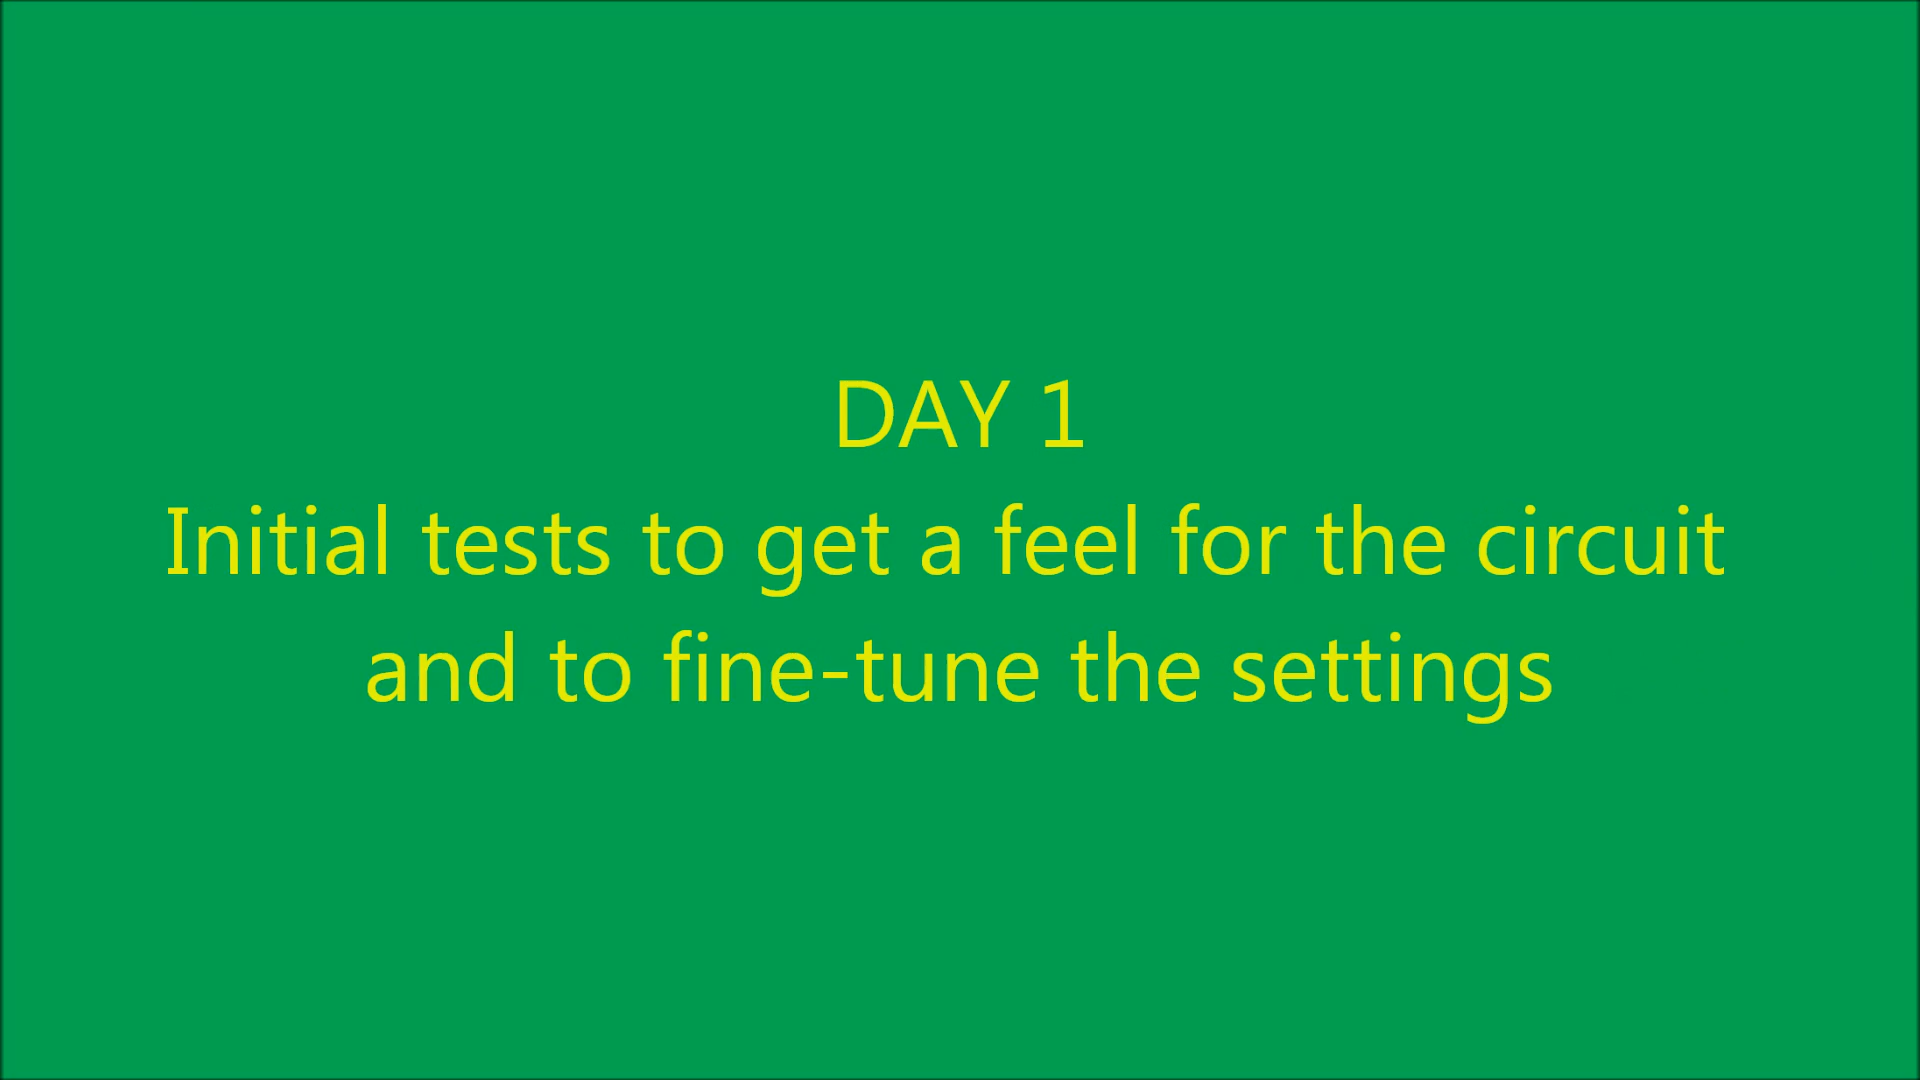 DAY 1
Initial tests to get a feel for the circuit
and to fine-tune the settings